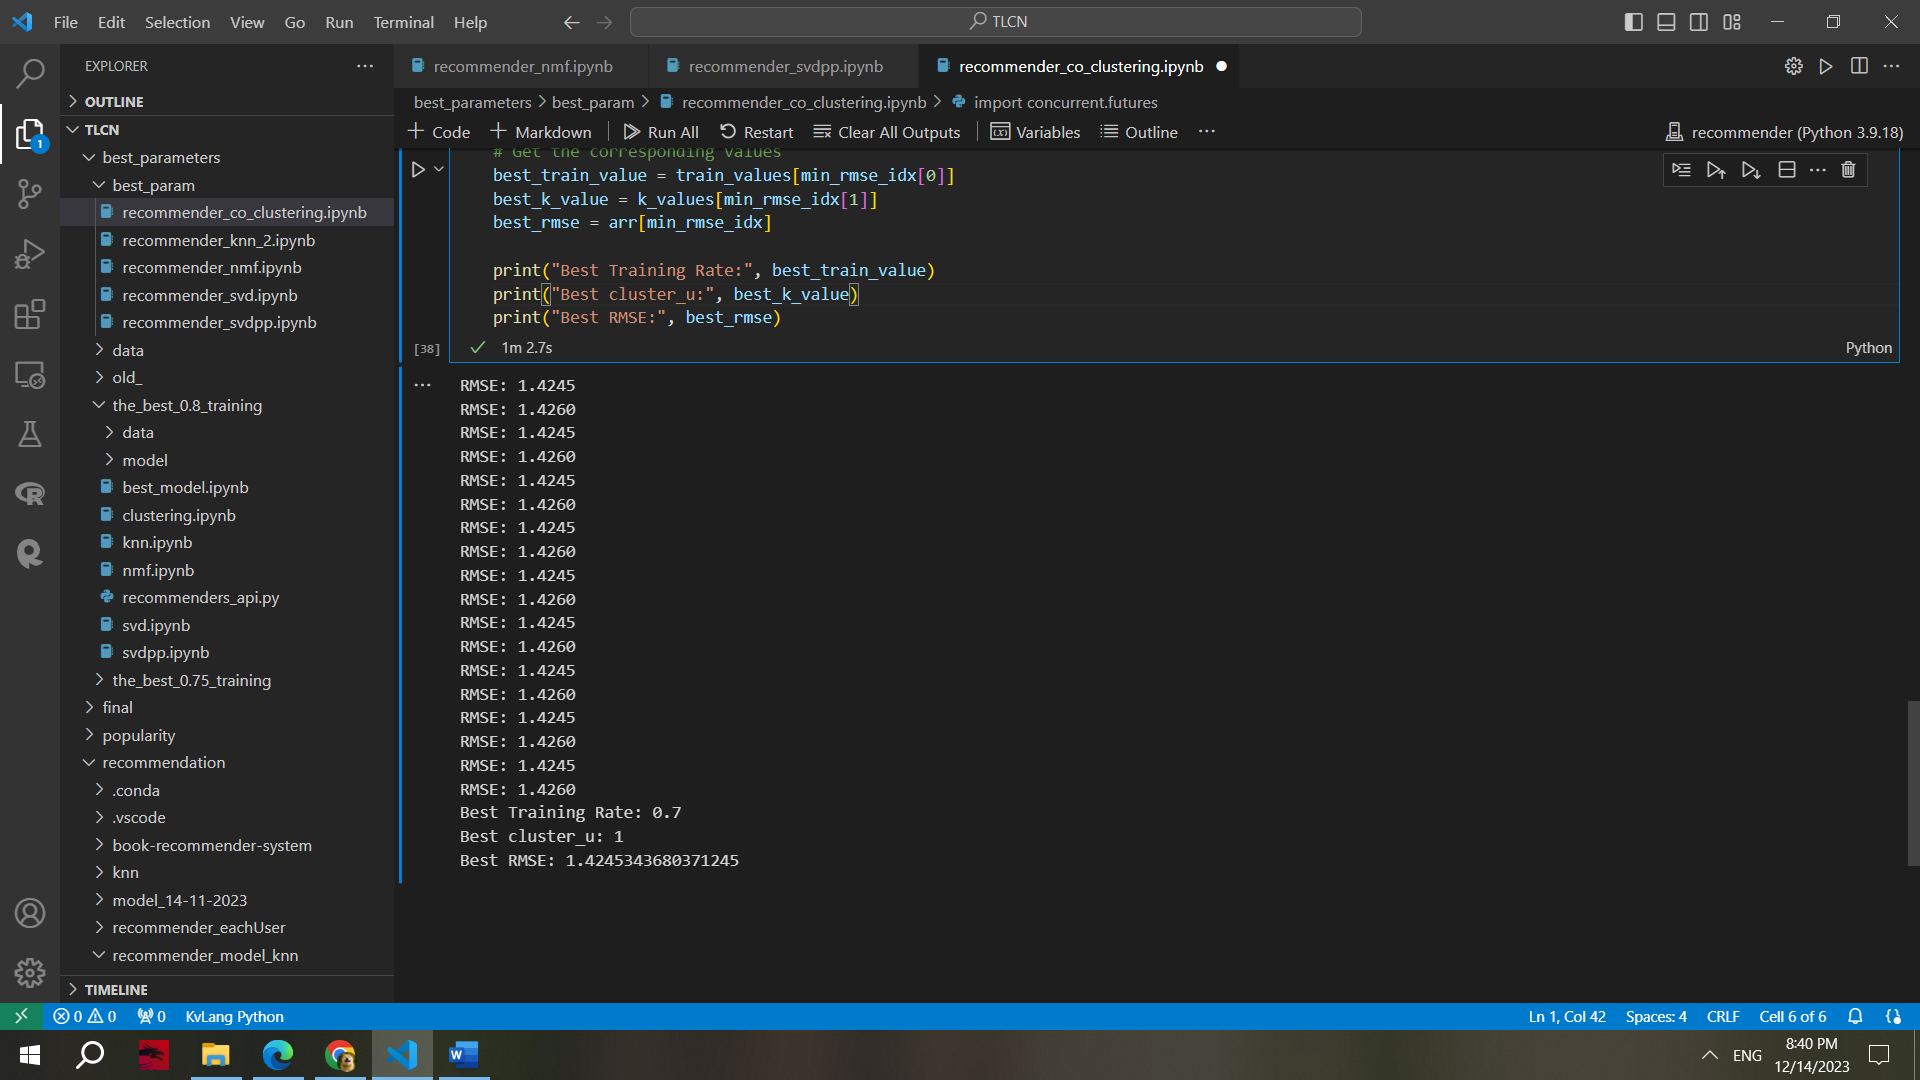 File Edit Selection View Go Run Terminal Help
TLCN
EXPLORER
OUTLINE
TLCN
best_parameters
best_param
recommender_co_clustering.ipynb
recommender_knn_2.ipynb
recommender_nmf.ipynb
recommender_svd.ipynb
recommender_svdpp.ipynb
data
old_
the_best_0.8_training
data
model
best_model.ipynb
clustering.ipynb
knn.ipynb
nmf.ipynb
recommenders_api.py
svd.ipynb
svdpp.ipynb
the_best_0.75_training
final
popularity
recommendation
.conda
.vscode
book-recommender-system
knn
model_14-11-2023
recommender_eachUser
recommender_model_knn
TIMELINE
1
recommender_nmf.ipynb recommender_svdpp.ipynb recommender_co_clustering.ipynb
best_parameters > best_param > recommender_co_clustering.ipynb > import concurrent.futures
Code Markdown Run All Restart Clear All Outputs Variables Outline ... recommender (Python 3.9.18)
# Get the corresponding values
best_train_value = train_values[min_rmse_idx[0]]
best_k_value = k_values[min_rmse_idx[1]]
best_rmse = arr[min_rmse_idx]
print("Best Training Rate:", best_train_value)
print("Best cluster_u:", best_k_value)
print("Best RMSE:", best_rmse)
[38] 1m 2.7s Python
RMSE: 1.4245
RMSE: 1.4260
RMSE: 1.4245
RMSE: 1.4260
RMSE: 1.4245
RMSE: 1.4260
RMSE: 1.4245
RMSE: 1.4260
RMSE: 1.4245
RMSE: 1.4260
RMSE: 1.4245
RMSE: 1.4260
RMSE: 1.4245
RMSE: 1.4260
RMSE: 1.4245
RMSE: 1.4260
RMSE: 1.4245
RMSE: 1.4260
Best Training Rate: 0.7
Best cluster_u: 1
Best RMSE: 1.4245343680371245
0 0 0 KvLang Python Ln 1, Col 42 Spaces: 4 CRLF Cell 6 of 6
ENG 8:40 PM
12/14/2023